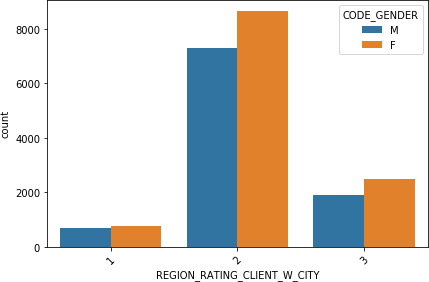 CODE_GENDER
M
F
8000
6000
4000
2000
0
count
1
2
3
REGION_RATING_CLIENT_W_CITY